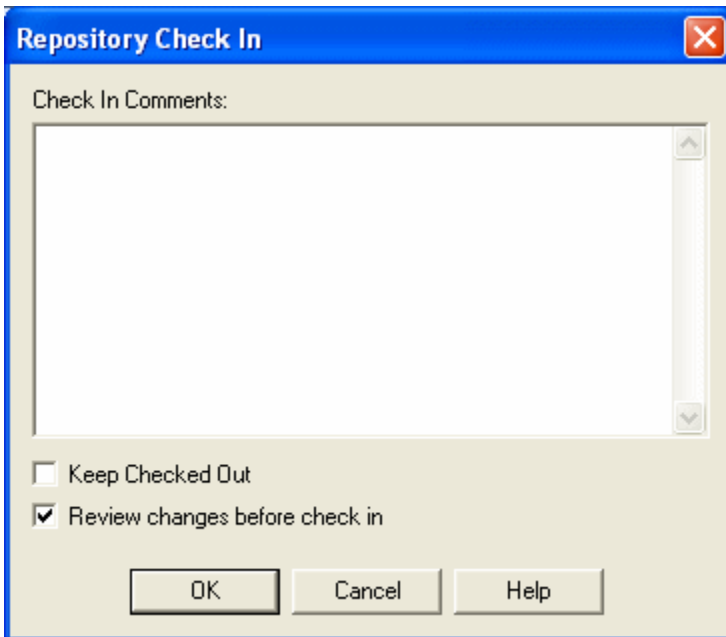 Repository Check In
Check In Comments:
Keep Checked Out
Review changes before check in
OK Cancel Help